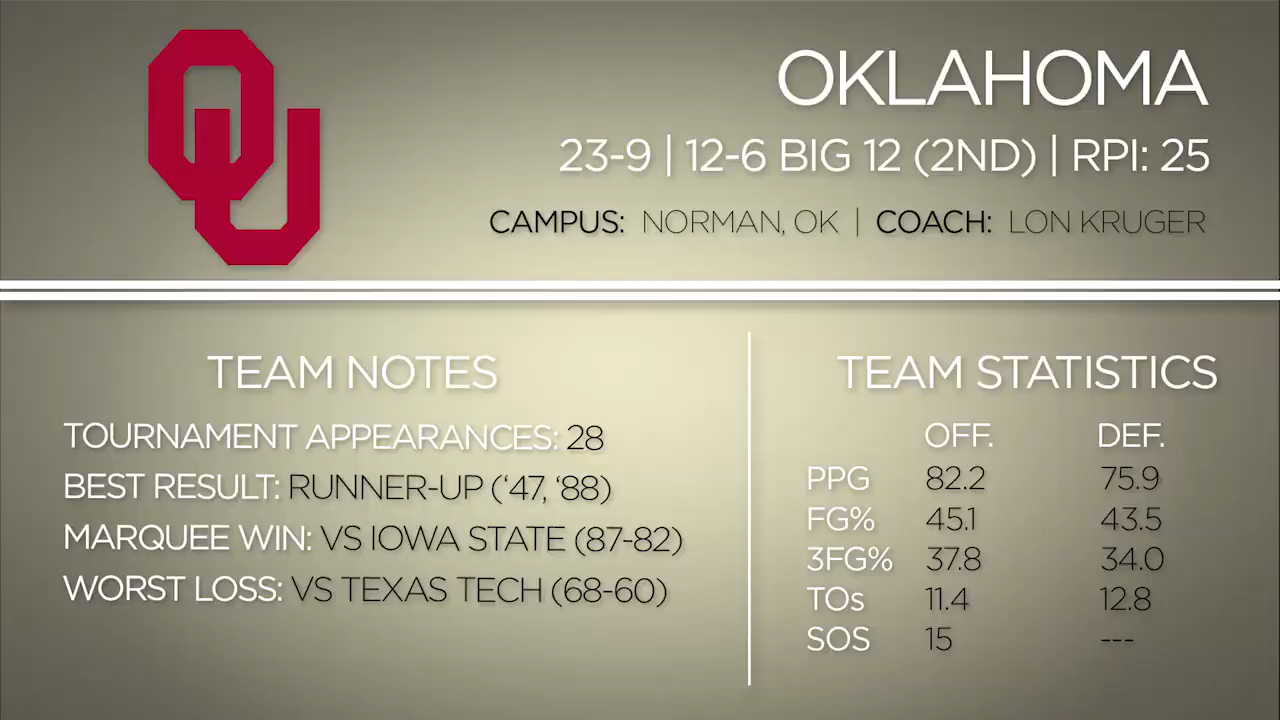 OU
OKLAHOMA
23-9 | 12-6 BIG 12 (2ND) | RPI: 25
CAMPUS: NORMAN, OK | COACH: LON KRUGER
TEAM NOTES
TOURNAMENT APPEARANCES: 28
BEST RESULT: RUNNER-UP (‘47, ‘88)
MARQUEE WIN: VS IOWA STATE (87-82)
WORST LOSS: VS TEXAS TECH (68-60)
TEAM STATISTICS
OFF. DEF.
PPG 82.2 75.9
FG% 45.1 43.5
3FG% 37.8 34.0
TOs 11.4 12.8
SOS 15 ---